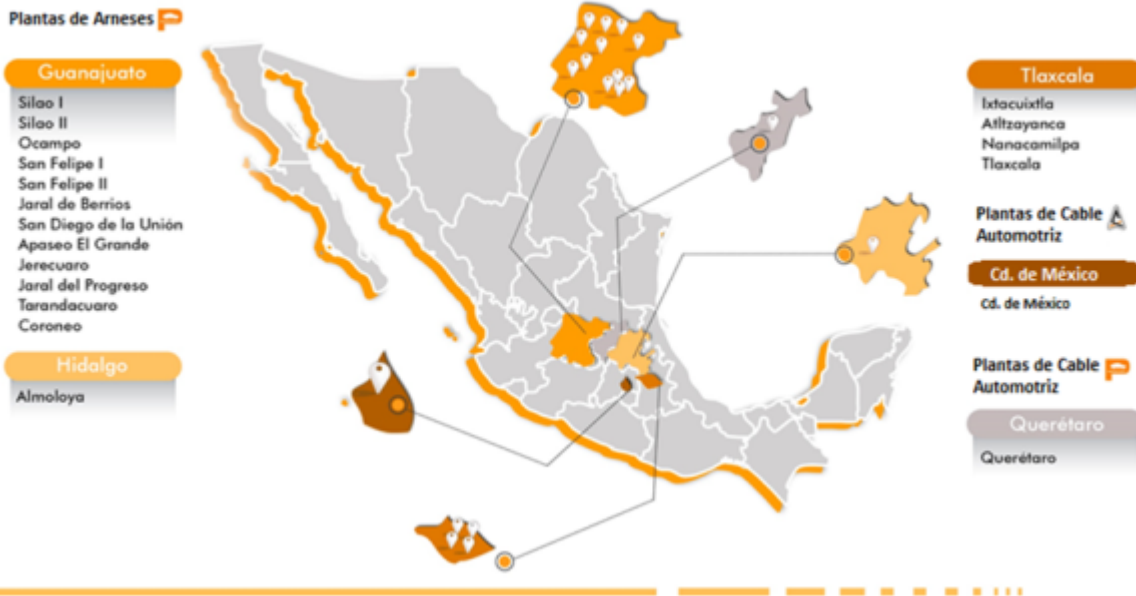 Plantas de Arneses
Guanajuato
Silao I
Silao II
Ocampo
San Felipe I
San Felipe II
Jaral de Berrios
San Diego de la Unión
Apaseo El Grande
Jerecuaro
Jaral del Progreso
Tarandacuaro
Coroneo
Hidalgo
Almoloya
Tlaxcala
Ixtacuixtla
Atltzayanca
Nanacamilpa
Tlaxcala
Plantas de Cable
Automotriz
Cd. de México
Cd. de México
Plantas de Cable
Automotriz
Querétaro
Querétaro